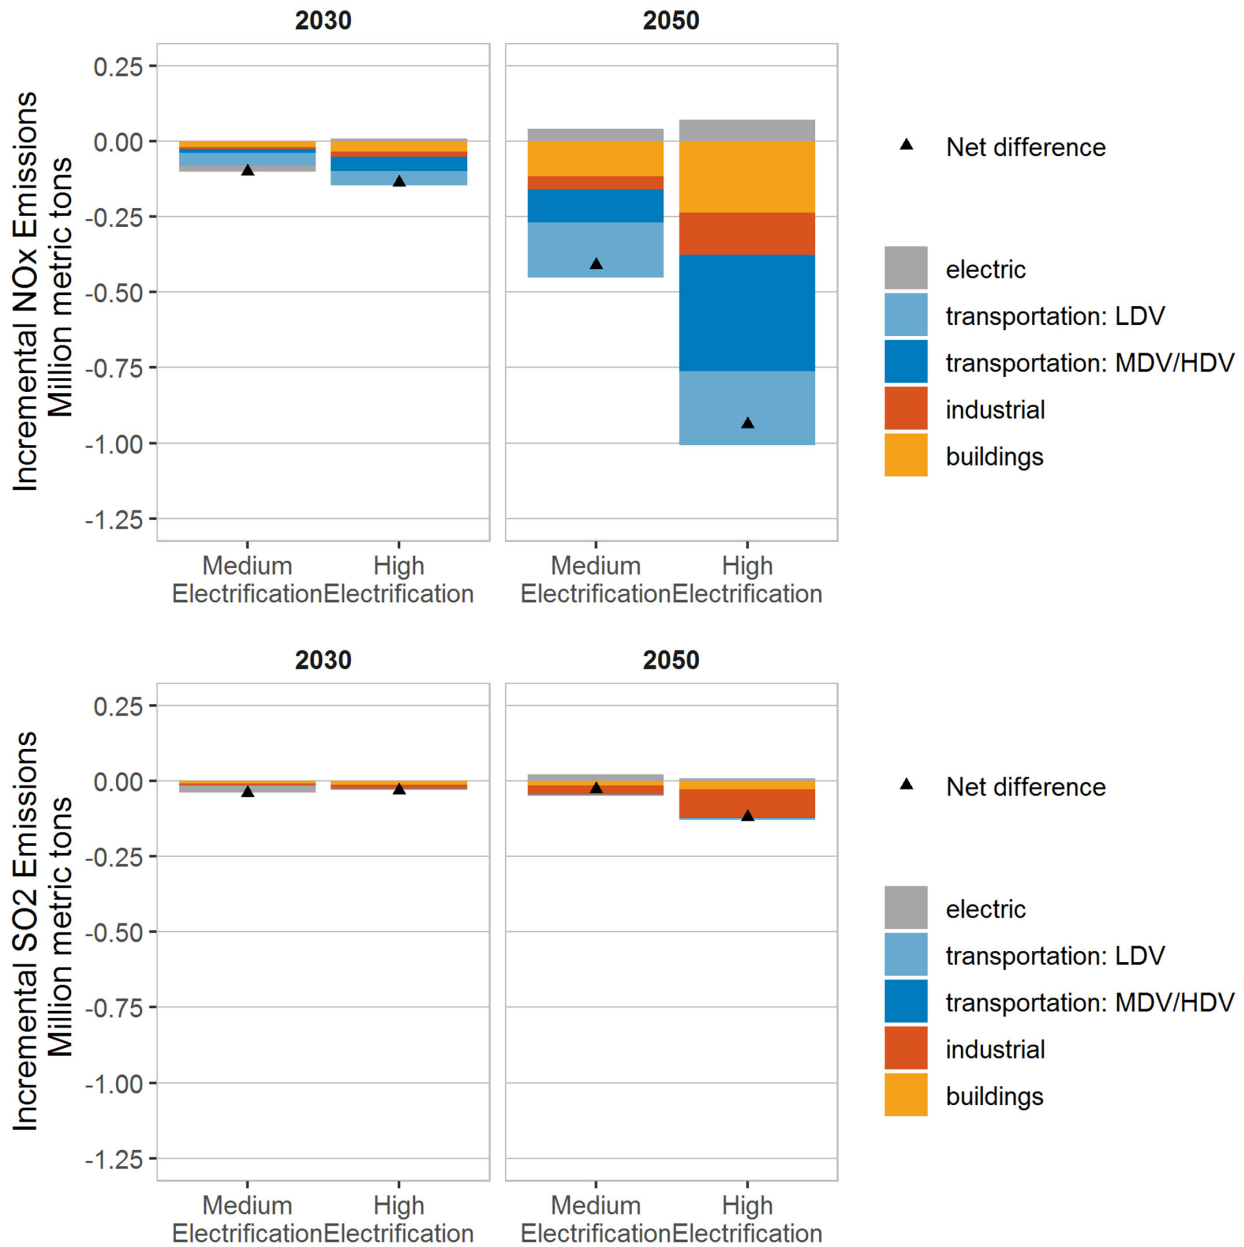 2030
2050
Incremental NOx Emissions
Million metric tons
0.25
0.00
-0.25
-0.50
-0.75
-1.00
-1.25
Medium
Electrification
High
Electrification
Medium
Electrification
High
Electrification
Net difference
electric
transportation: LDV
transportation: MDV/HDV
industrial
buildings
2030
2050
Incremental SO2 Emissions
Million metric tons
0.25
0.00
-0.25
-0.50
-0.75
-1.00
-1.25
Medium
Electrification
High
Electrification
Medium
Electrification
High
Electrification
Net difference
electric
transportation: LDV
transportation: MDV/HDV
industrial
buildings